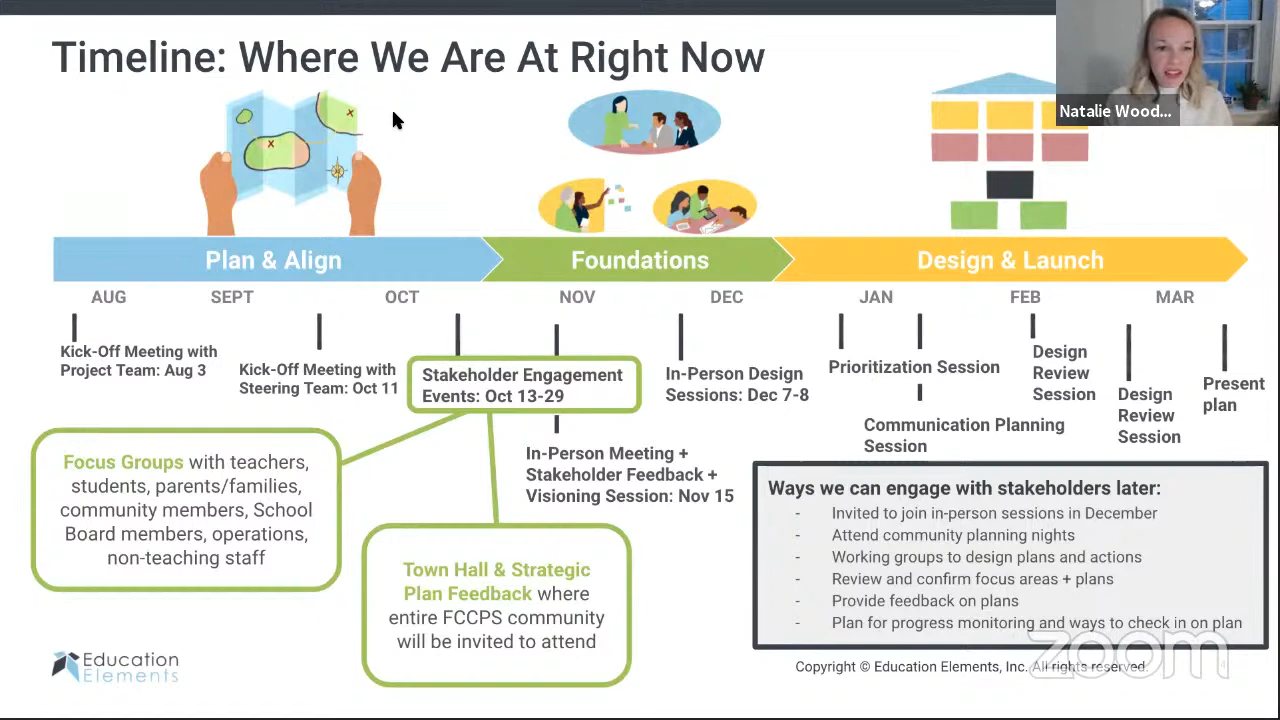 Timeline: Where We Are At Right Now
Natalie Wood...
Plan & Align
Foundations
Design & Launch
AUG
SEPT
OCT
NOV
DEC
JAN
FEB
MAR
Kick-Off Meeting with
Project Team: Aug 3
Kick-Off Meeting with
Steering Team: Oct 11
Stakeholder Engagement
Events: Oct 13-29
In-Person Meeting +
Stakeholder Feedback +
Visioning Session: Nov 15
In-Person Design
Sessions: Dec 7-8
Prioritization Session
Communication Planning
Session
Design
Review
Session
Design
Review
Session
Present
plan
Focus Groups with teachers,
students, parents/families,
community members, School
Board members, operations,
non-teaching staff
Town Hall & Strategic
Plan Feedback where
entire FCCPS community
will be invited to attend
Ways we can engage with stakeholders later:
- Invited to join in-person sessions in December
- Attend community planning nights
- Working groups to design plans and actions
- Review and confirm focus areas + plans
- Provide feedback on plans
- Plan for progress monitoring and ways to check in on plan
Education
Elements
Copyright © Education Elements, Inc. All rights reserved.
4
zoom